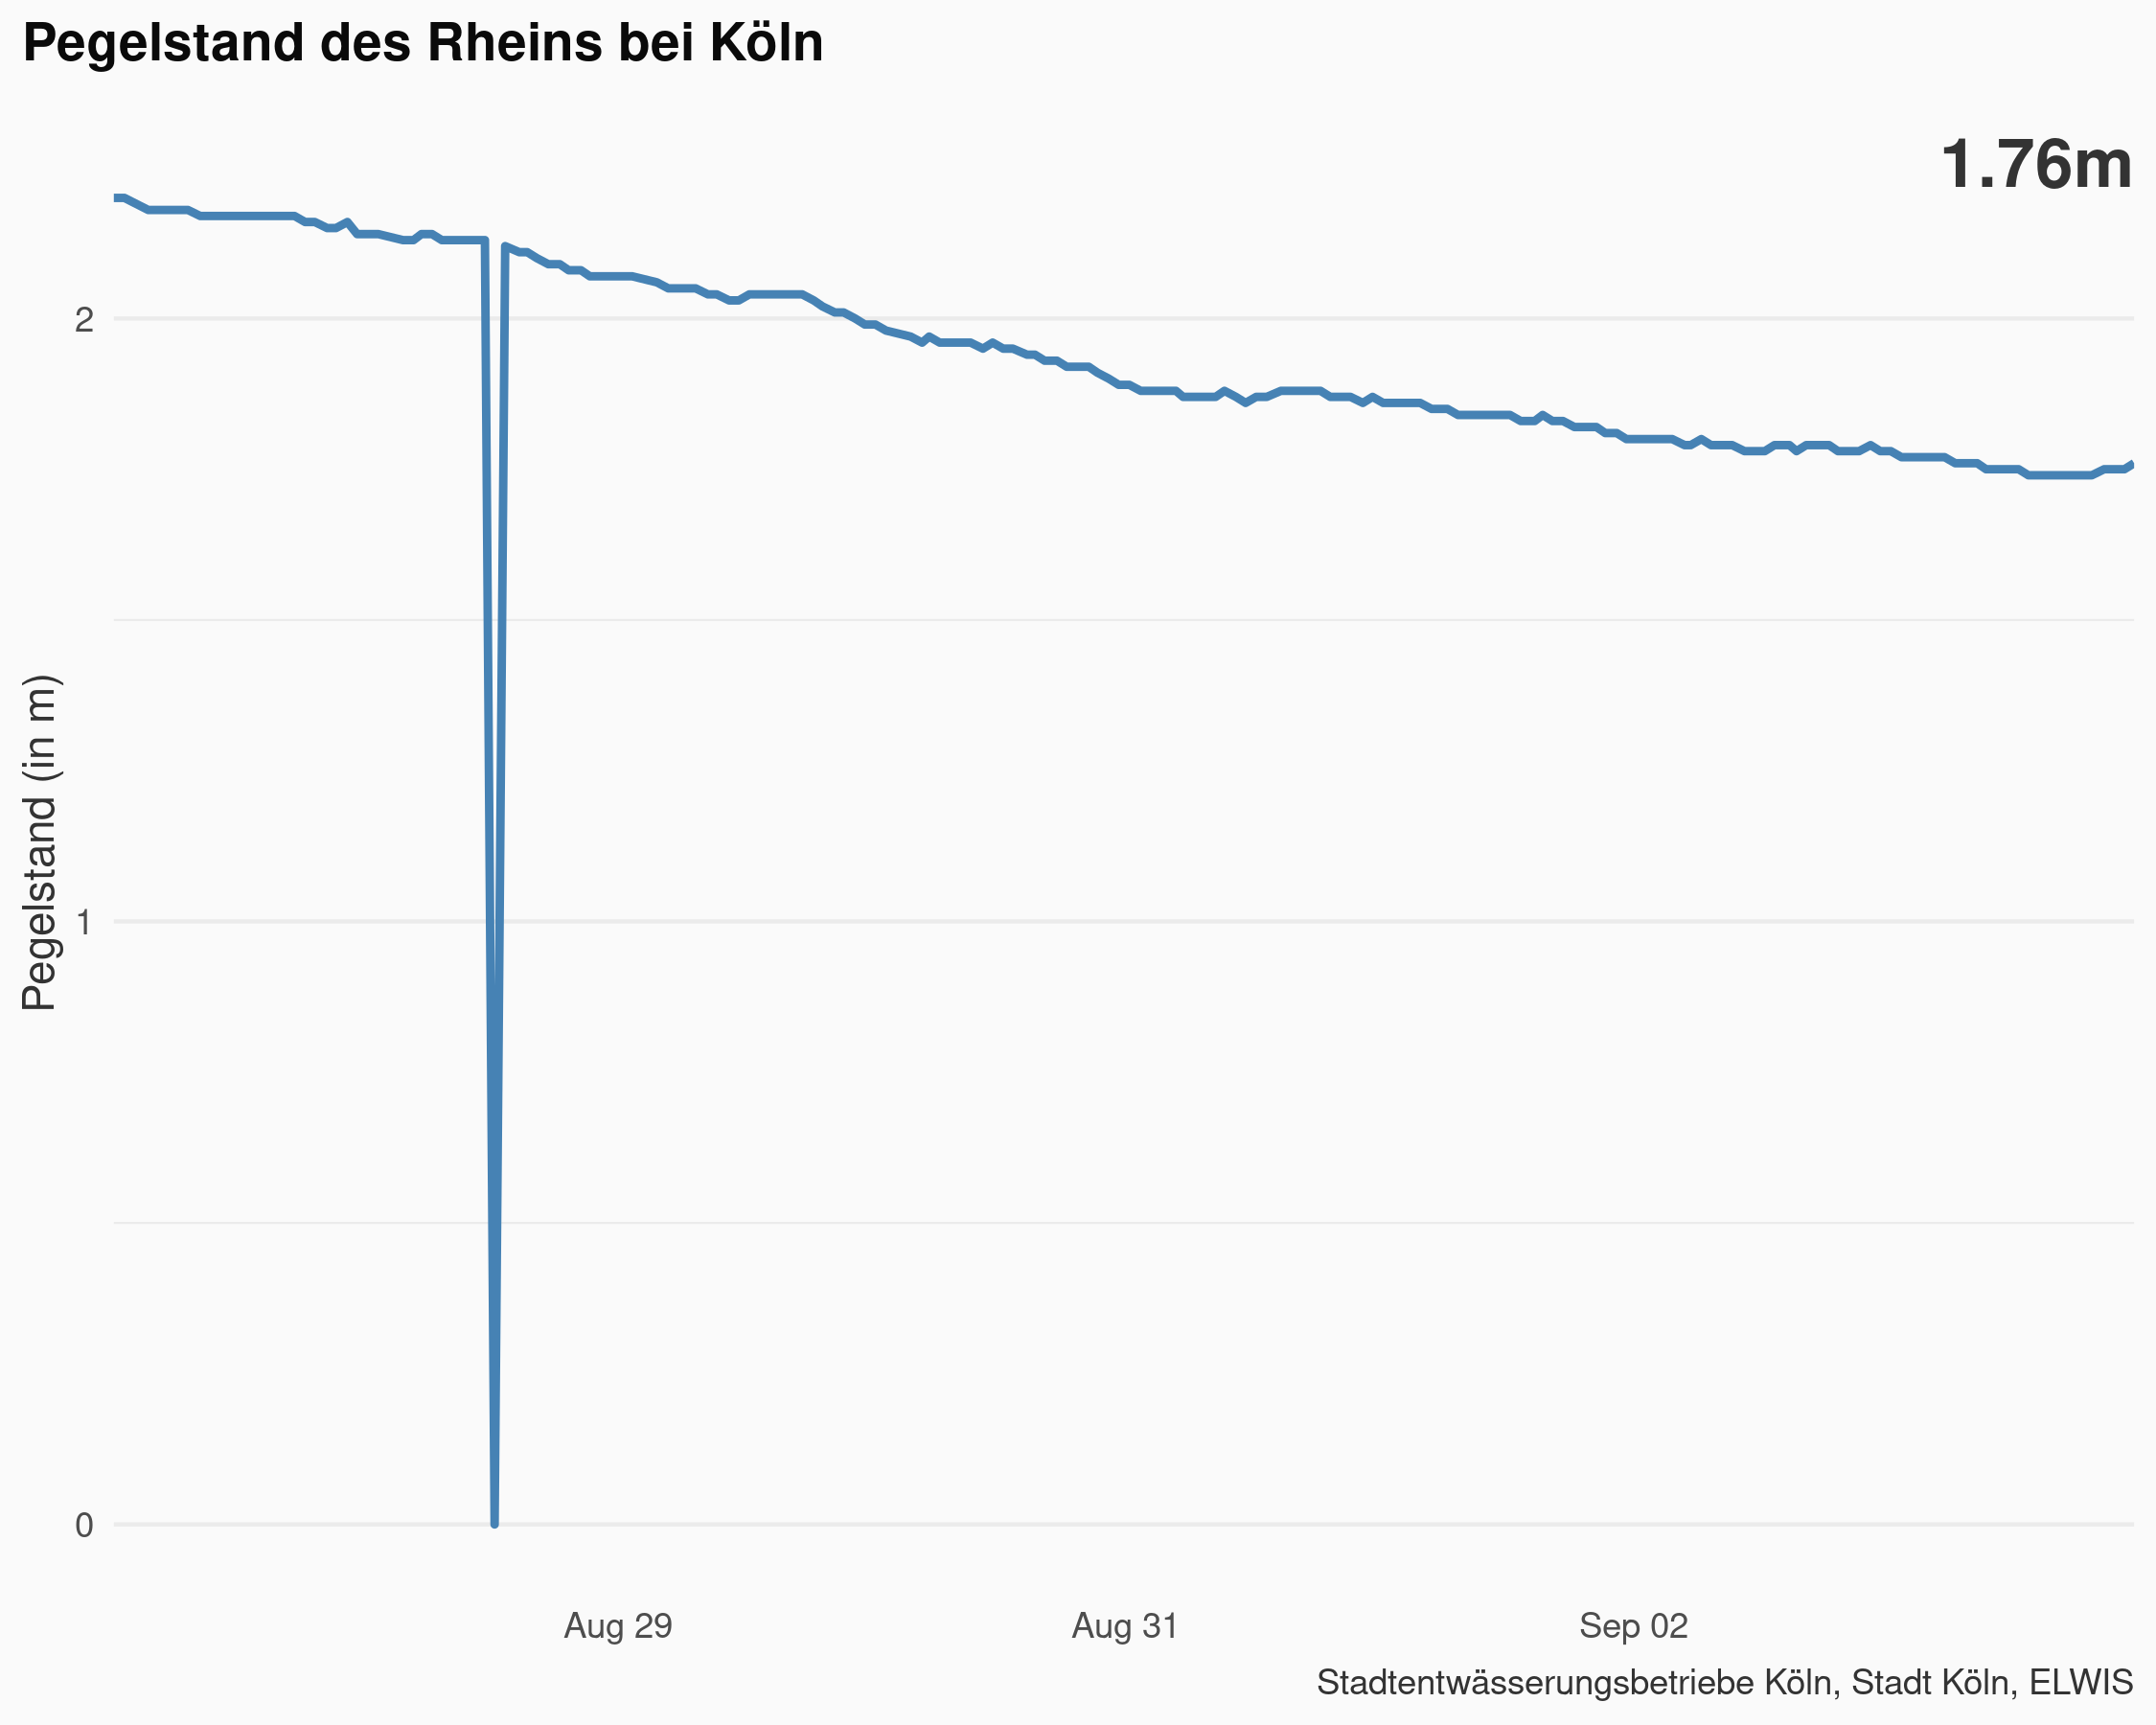 Pegelstand des Rheins bei Köln
1.76m
Pegelstand (in m)
2
1
0
Aug 29
Aug 31
Sep 02
Stadtentwässerungsbetriebe Köln, Stadt Köln, ELWIS